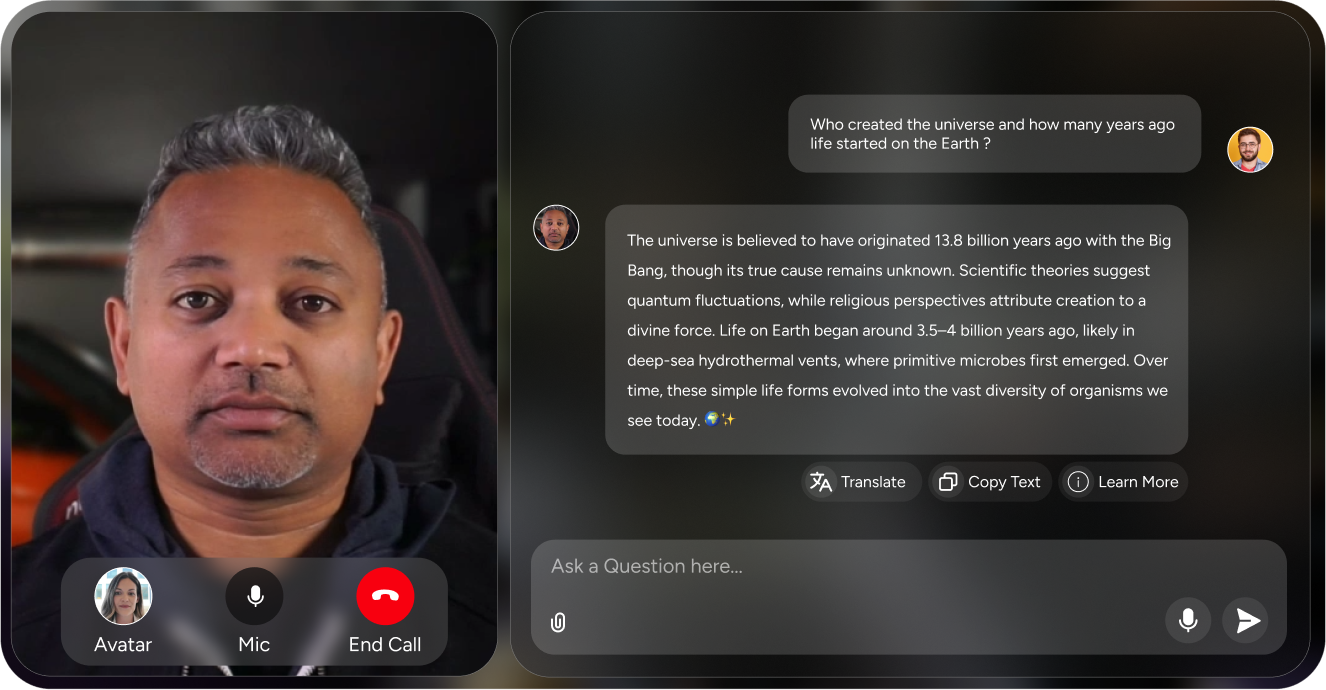 Who created the universe and how many years ago
life started on the Earth ?
The universe is believed to have originated 13.8 billion years ago with the Big
Bang, though its true cause remains unknown. Scientific theories suggest
quantum fluctuations, while religious perspectives attribute creation to a
divine force. Life on Earth began around 3.5–4 billion years ago, likely in
deep-sea hydrothermal vents, where primitive microbes first emerged. Over
time, these simple life forms evolved into the vast diversity of organisms we
see today. 🌍✨
Translate
Copy Text
Learn More
Ask a Question here...
Avatar
Mic
End Call